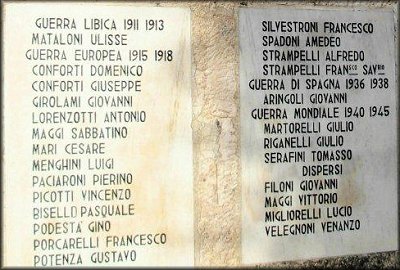 GUERRA LIBICA 1911 1913
MATALONI ULISSE
GUERRA EUROPEA 1915 1918
CONFORTI DOMENICO
CONFORTI GIUSEPPE
GIROLAMI GIOVANNI
LORENZOTTI ANTONIO
MAGGI SABBATINO
MARI CESARE
MENGHINI LUIGI
PACIARONI PIERINO
PICOTTI VINCENZO
BISELLO PASQUALE
PODESTA' GINO
PORCARELLI FRANCESCO
POTENZA GUSTAVO
SILVESTRONI FRANCESCO
SPADONI AMEDEO
STRAMPELLI ALFREDO
STRAMPELLI FRANSCO SAVRIO
GUERRA DI SPAGNA 1936 1938
ARINGOLI GIOVANNI
GUERRA MONDIALE 1940 1945
MARTORELLI GIULIO
RIGANELLI GIULIO
SERAFINI TOMASSO
DISPERSI
FILONI GIOVANNI
MAGGI VITTORIO
MIGLIORELLI LUCIO
VELEGNONI VENANZO